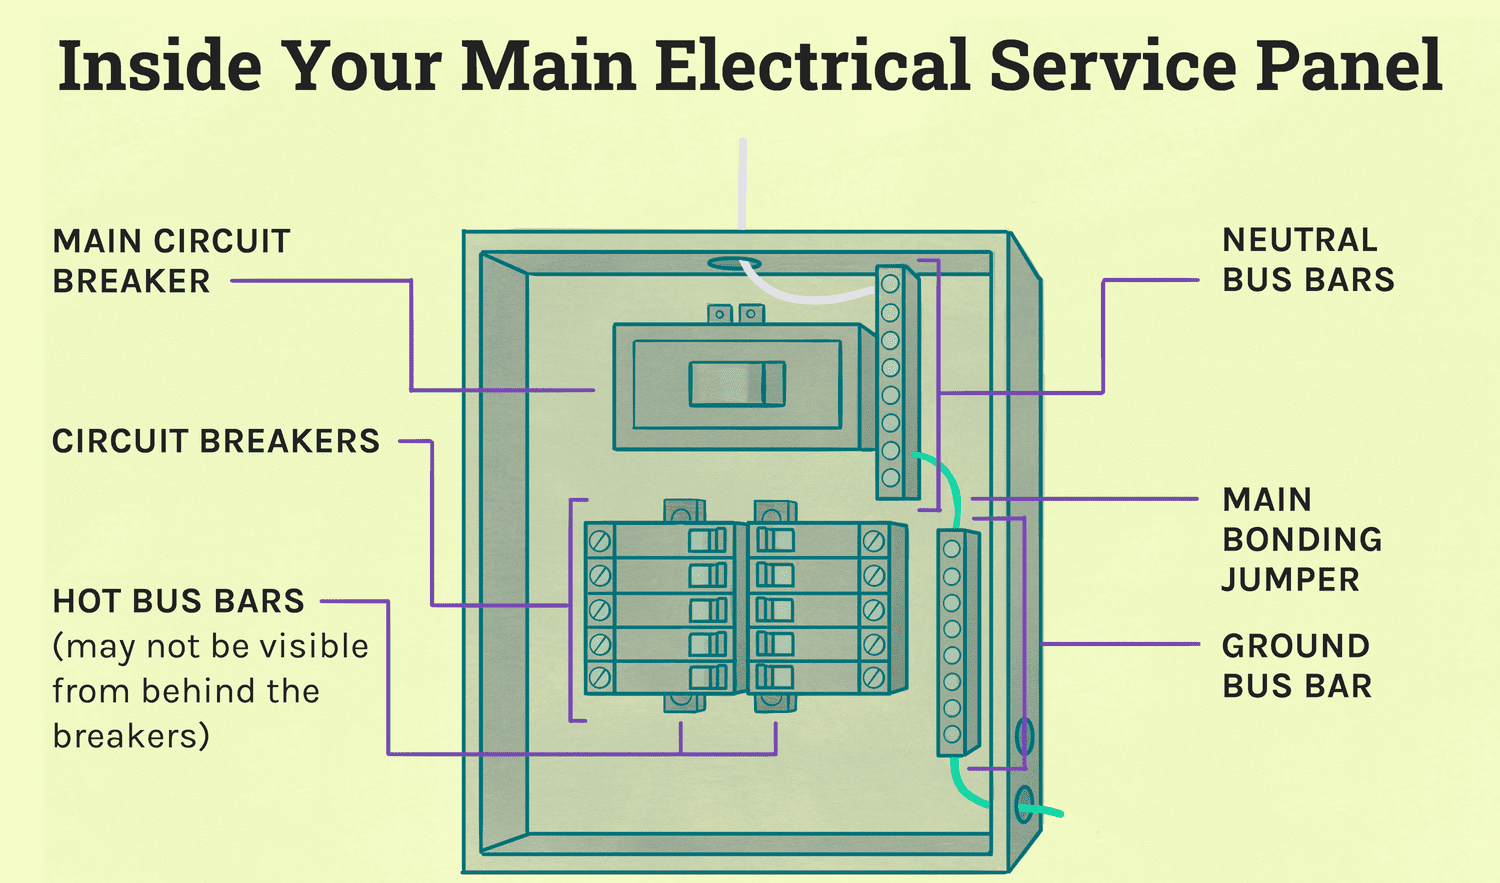 Inside Your Main Electrical Service Panel
MAIN CIRCUIT
BREAKER
CIRCUIT BREAKERS
HOT BUS BARS
(may not be visible
from behind the
breakers)
NEUTRAL
BUS BARS
MAIN
BONDING
JUMPER
GROUND
BUS BAR